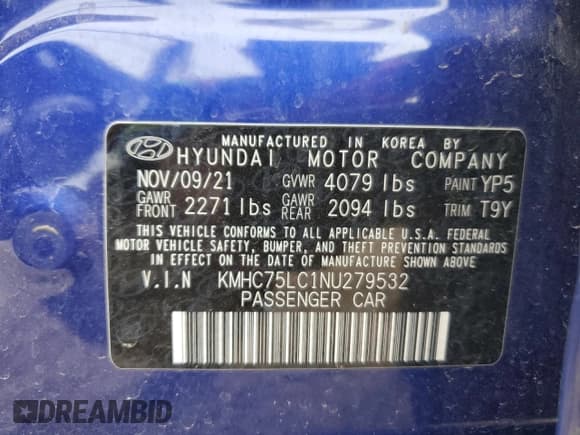 MANUFACTURED IN KOREA BY
HYUNDAI MOTOR COMPANY
NOV/09/21 GVWR 4079 lbs PAINT YP5
GAWR FRONT 2271 lbs GAWR REAR 2094 lbs TRIM T9Y
THIS VEHICLE CONFORMS TO ALL APPLICABLE U.S.A. FEDERAL
MOTOR VEHICLE SAFETY, BUMPER, AND THEFT PREVENTION STANDARDS
IN EFFECT ON THE DATE OF MANUFACTURE SHOWN ABOVE.
V.I.N KMHC75LC1NU279532
PASSENGER CAR
DREAMBID